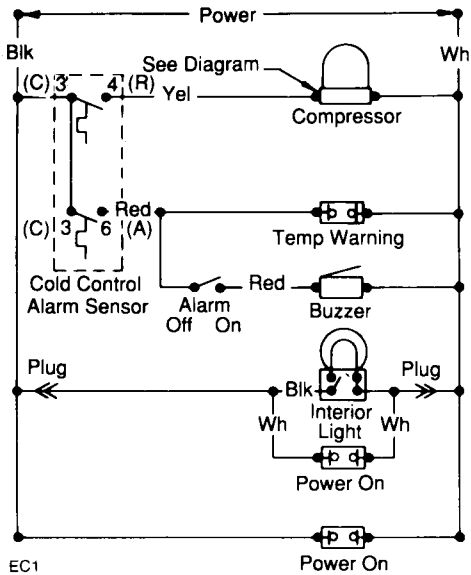 Power
Blk
Wh
See Diagram
(C) 3 4 (R) Yel
Compressor
Red
(C) 3 6 (A)
Temp Warning
Cold Control
Alarm Sensor
Red
Alarm
Off On
Buzzer
Plug
Plug
Blk
Interior
Light
Wh
Wh
Power On
Power On
EC1